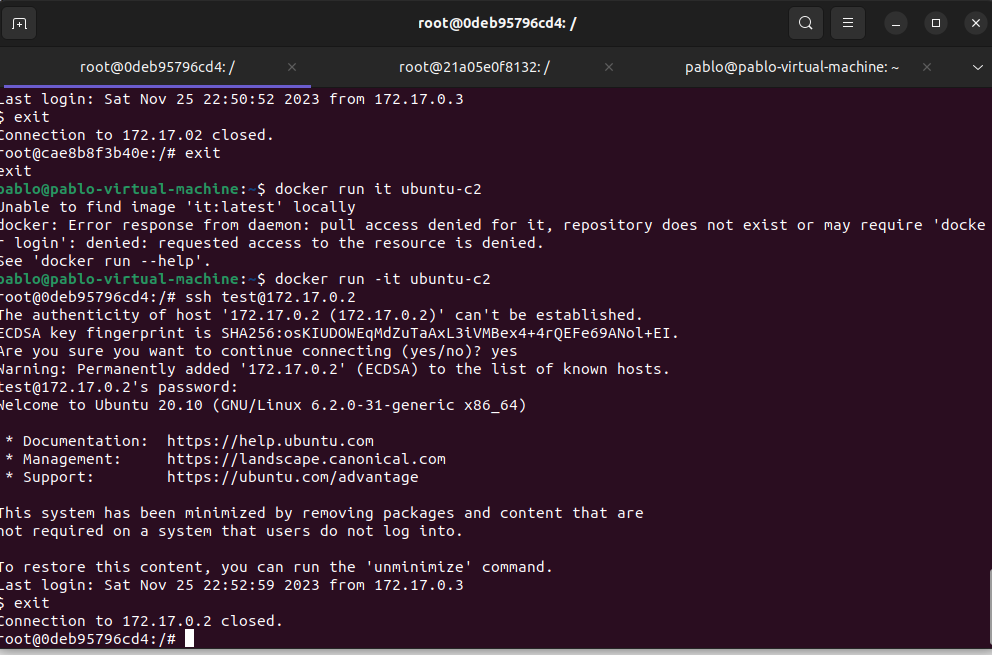 root@0deb95796cd4: /
root@0deb95796cd4: /
root@21a05e0f8132: /
pablo@pablo-virtual-machine: ~
Last login: Sat Nov 25 22:50:52 2023 from 172.17.0.3
$ exit
Connection to 172.17.02 closed.
root@cae8b8f3b40e:/# exit
exit
pablo@pablo-virtual-machine:~$ docker run it ubuntu-c2
Unable to find image 'it:latest' locally
docker: Error response from daemon: pull access denied for it, repository does not exist or may require 'docke
r login': denied: requested access to the resource is denied.
See 'docker run --help'.
pablo@pablo-virtual-machine:~$ docker run -it ubuntu-c2
root@0deb95796cd4:/# ssh test@172.17.0.2
The authenticity of host '172.17.0.2 (172.17.0.2)' can't be established.
ECDSA key fingerprint is SHA256:osKIUDOWEqMdZuTaAxL3iVMBex4+4rQEFe69ANol+EI.
Are you sure you want to continue connecting (yes/no)? yes
Warning: Permanently added '172.17.0.2' (ECDSA) to the list of known hosts.
test@172.17.0.2's password:
Welcome to Ubuntu 20.10 (GNU/Linux 6.2.0-31-generic x86_64)
* Documentation:  https://help.ubuntu.com
* Management:     https://landscape.canonical.com
* Support:        https://ubuntu.com/advantage
This system has been minimized by removing packages and content that are
not required on a system that users do not log into.
To restore this content, you can run the 'unminimize' command.
Last login: Sat Nov 25 22:52:59 2023 from 172.17.0.3
$ exit
Connection to 172.17.0.2 closed.
root@0deb95796cd4:/#